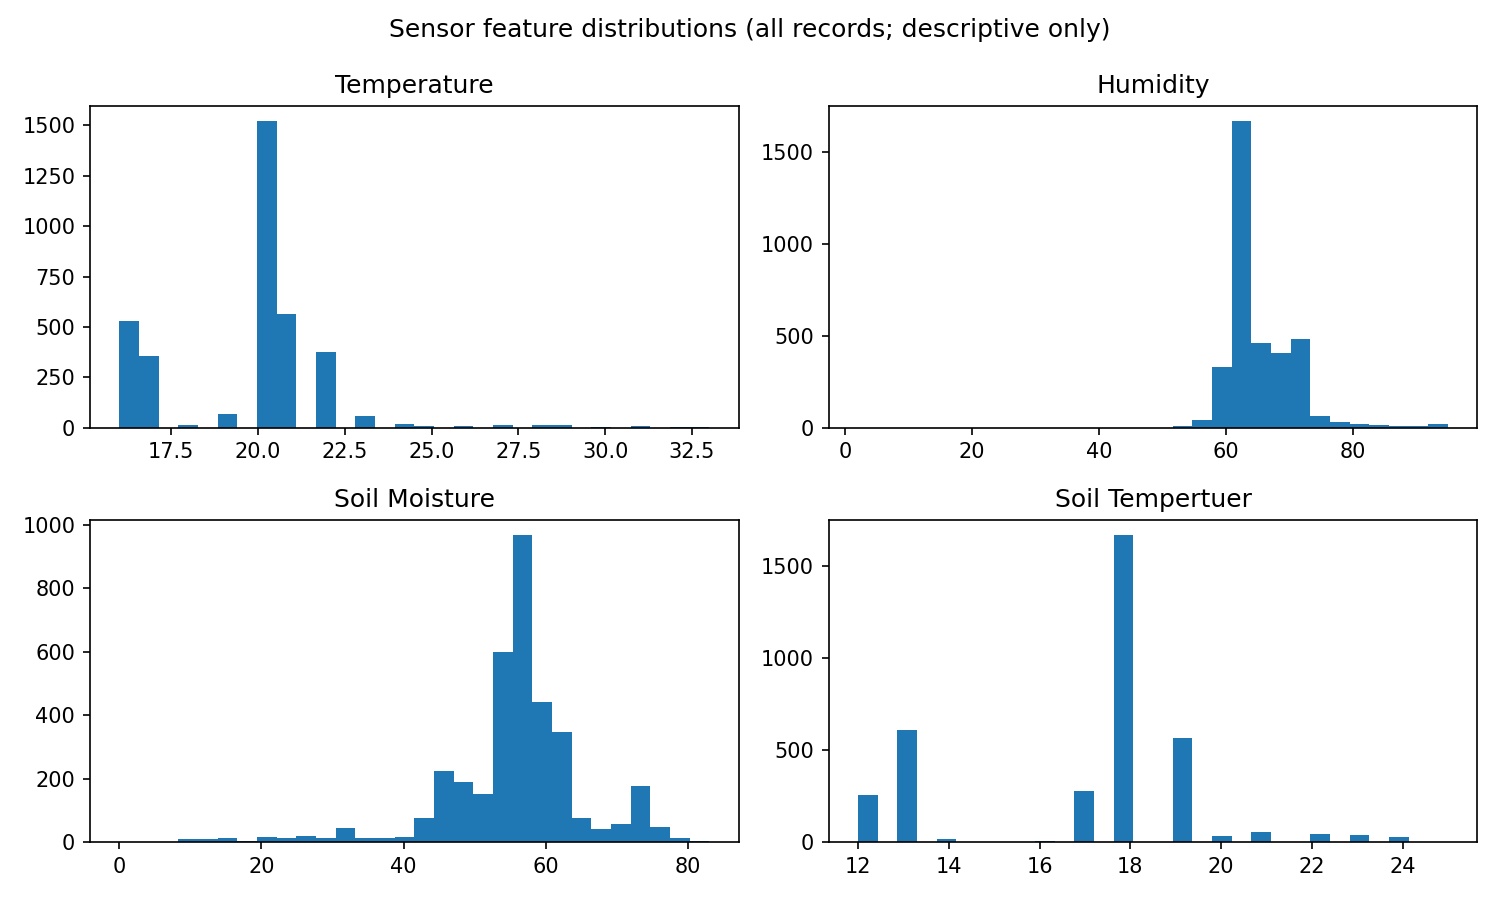 Sensor feature distributions (all records; descriptive only)
Temperature
1500
1250
1000
750
500
250
0
17.5 20.0 22.5 25.0 27.5 30.0 32.5
Humidity
1500
1000
500
0
0 20 40 60 80
Soil Moisture
1000
800
600
400
200
0
0 20 40 60 80
Soil Tempertuer
1500
1000
500
0
12 14 16 18 20 22 24